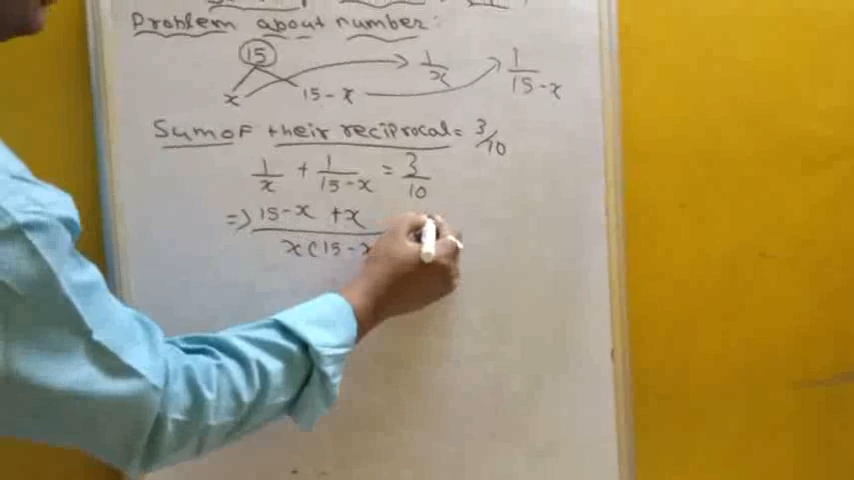 Problem about number:
15
x 15-x 1/x 1/15-x
Sum of their reciprocal = 3/10
1/x + 1/15-x = 3/10
=> 15-x +x / x(15-x